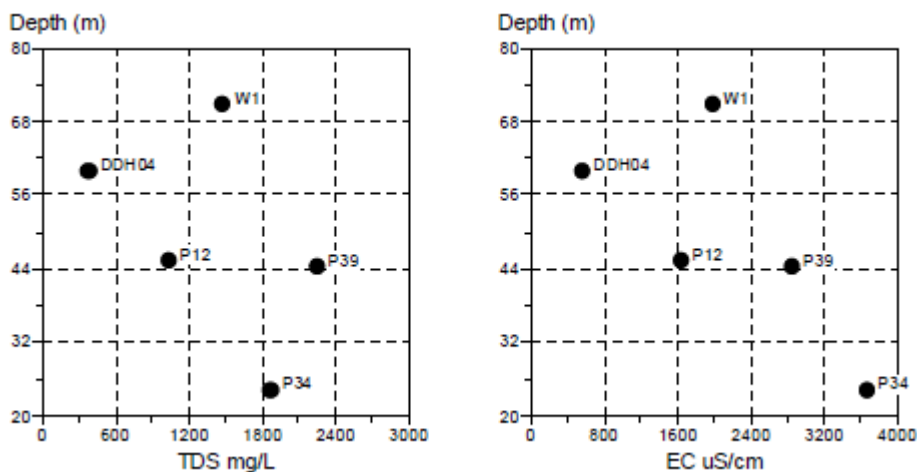 Depth (m)
80
68
56
44
32
20
W1
DDH04
P12
P39
P34
0 600 1200 1800 2400 3000
TDS mg/L
Depth (m)
80
68
56
44
32
20
W1
DDH04
P12
P39
P34
0 800 1600 2400 3200 4000
EC uS/cm